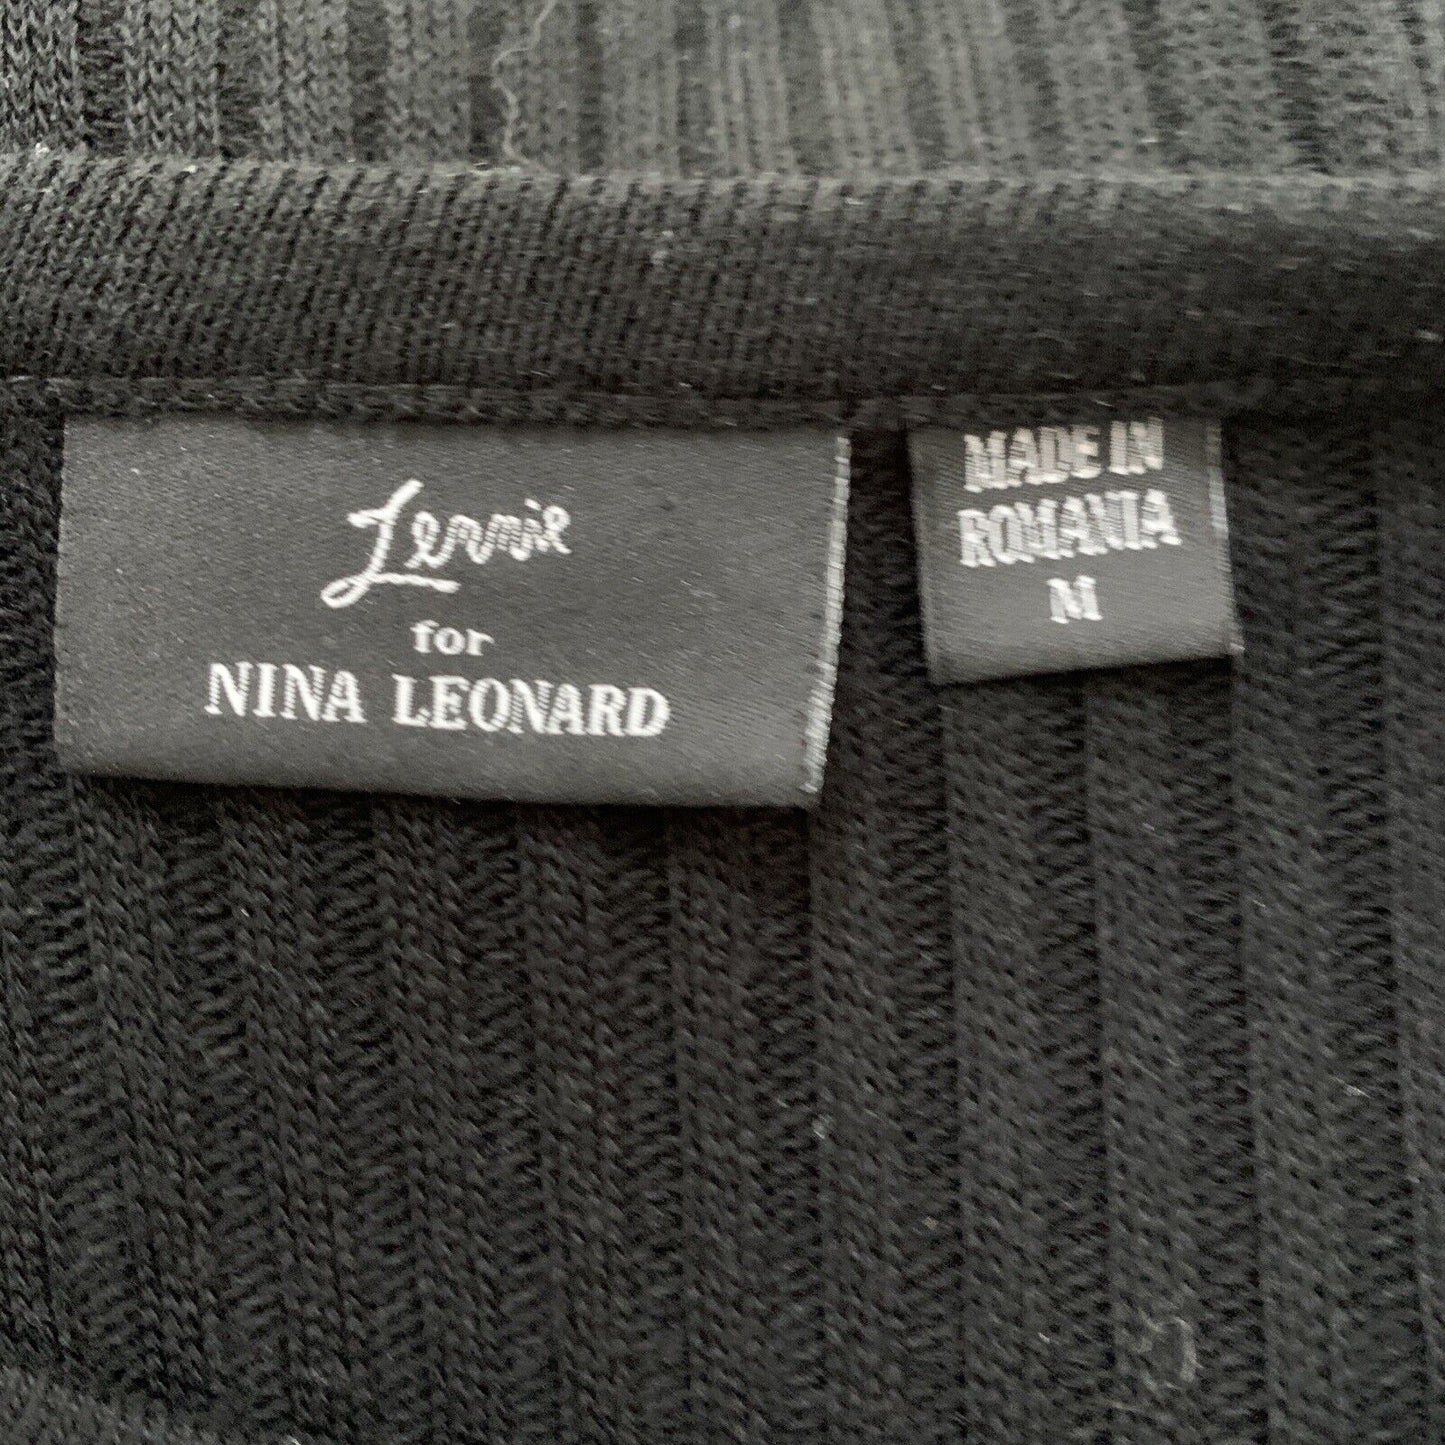 Lennie
for
NINA LEONARD
MADE IN
ROMANIA
M